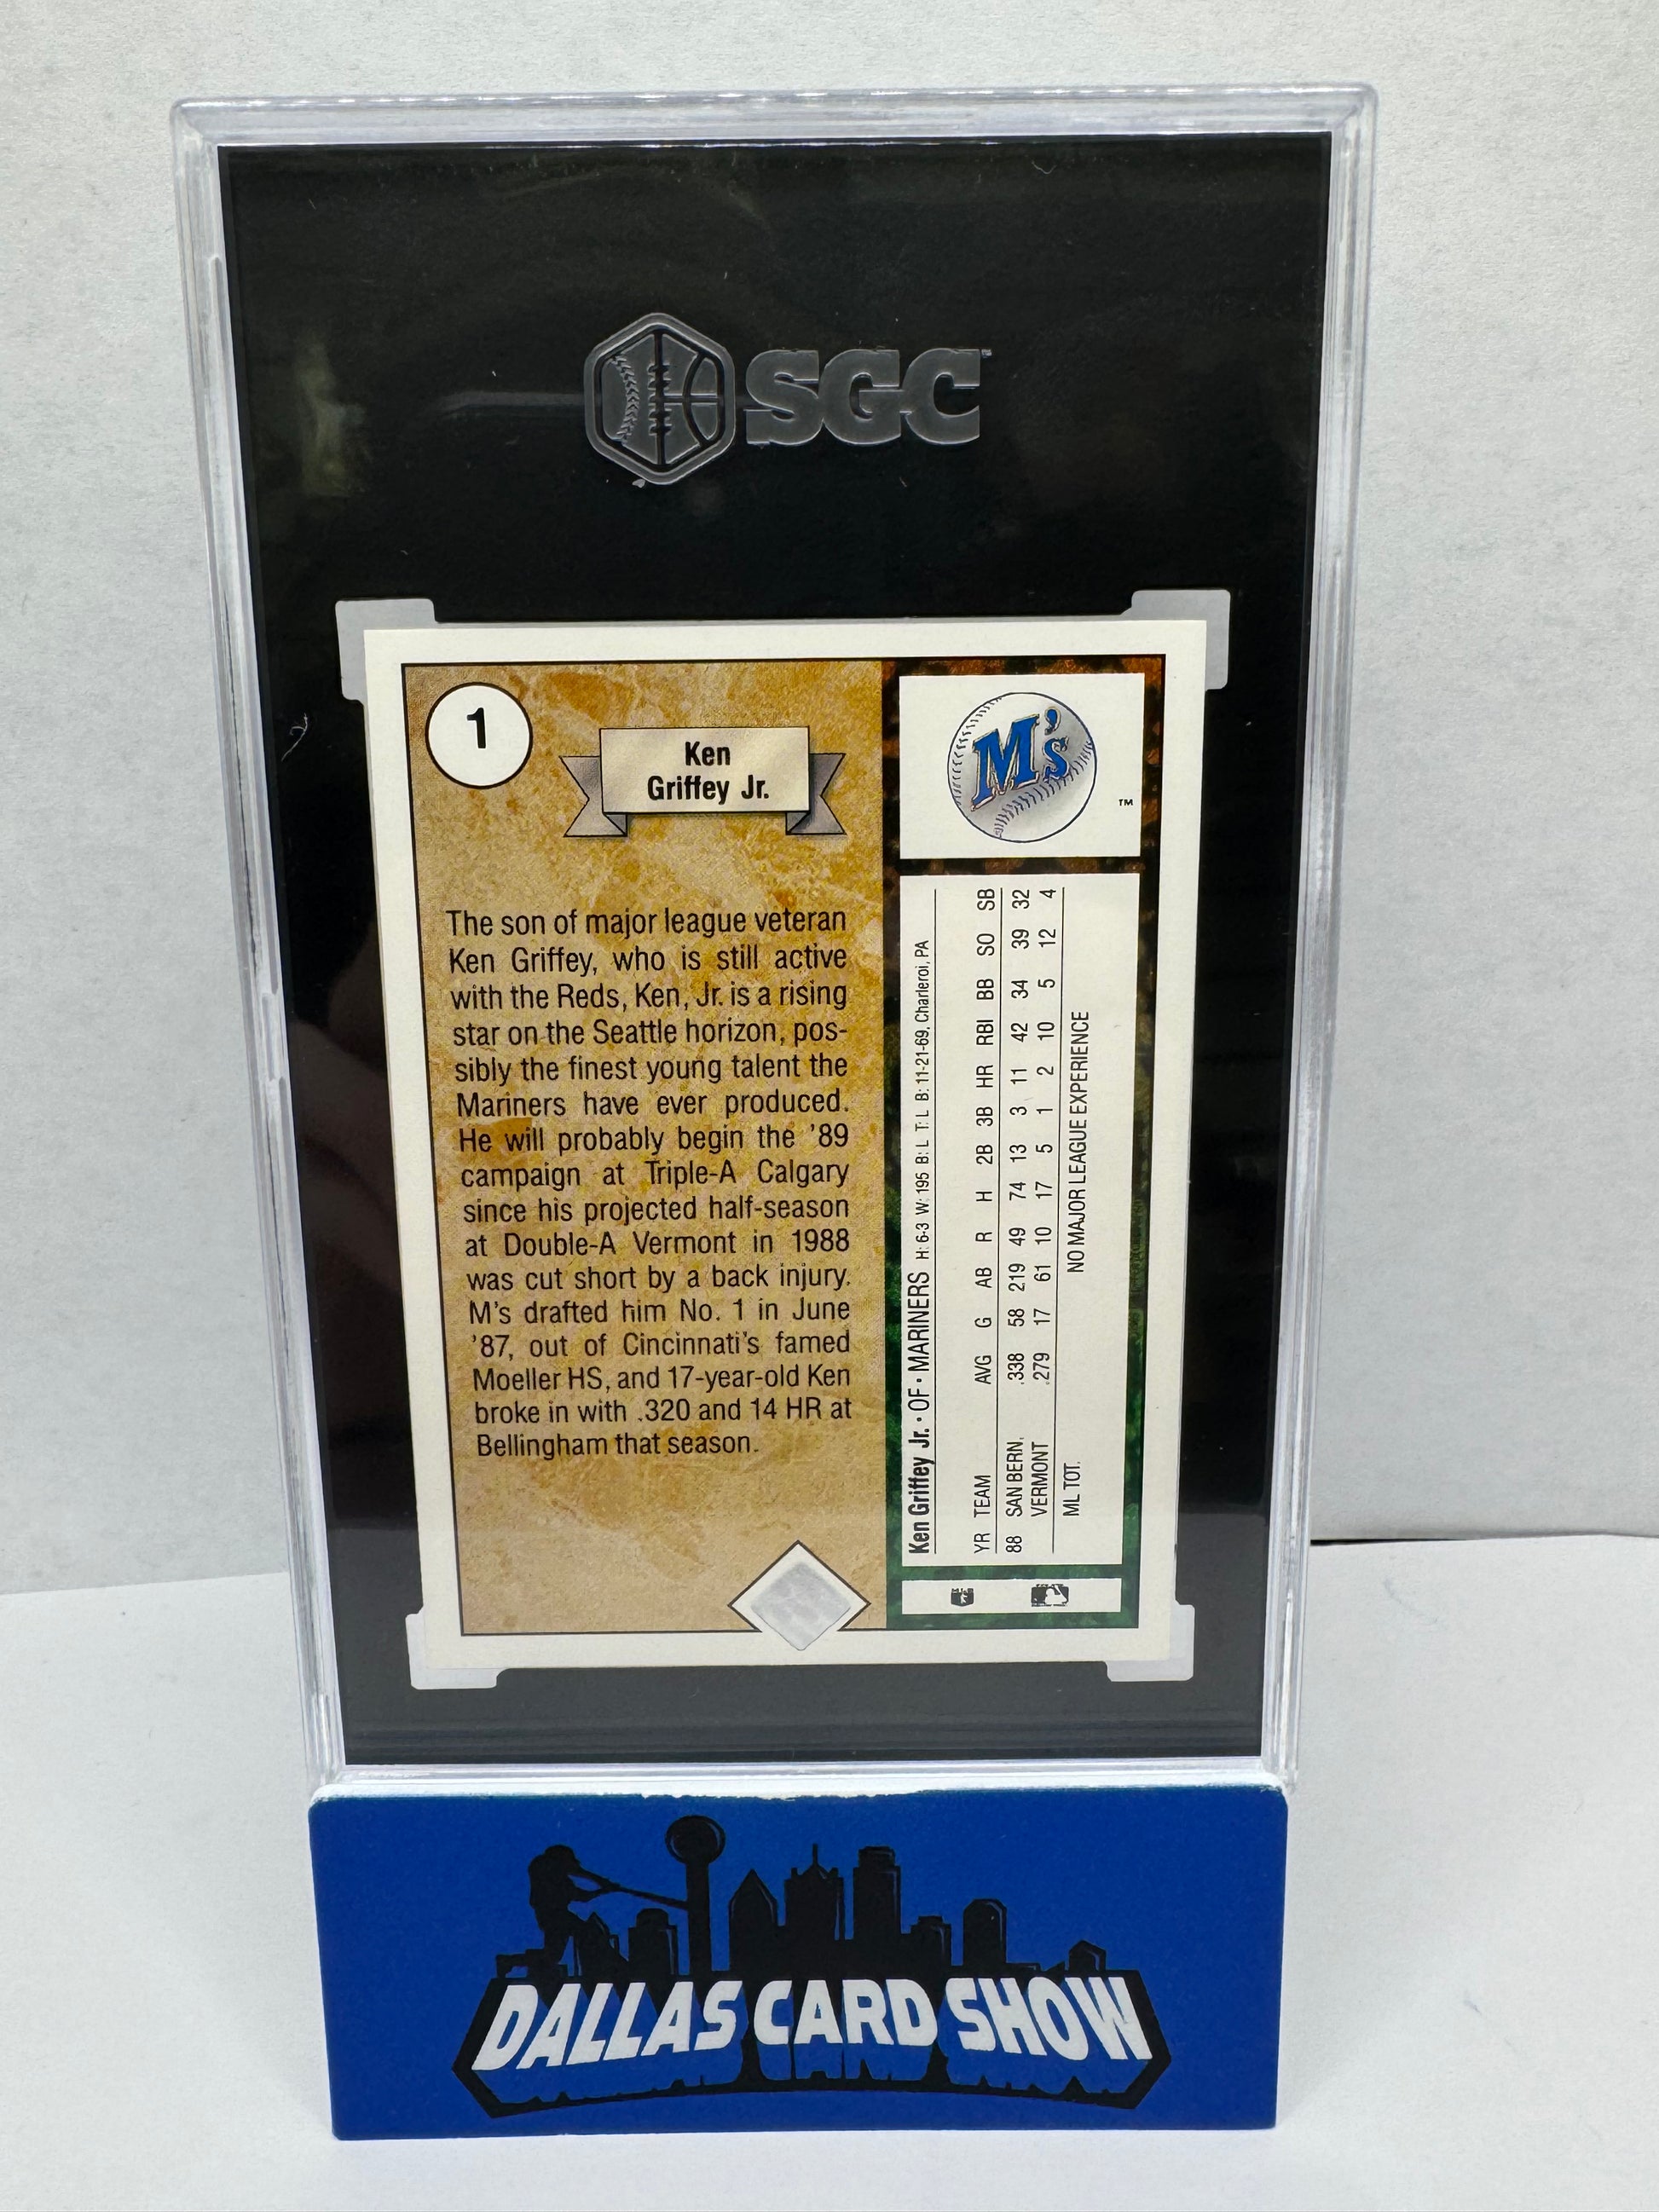 SGC
1
Ken
Griffey Jr.
M's
TM
The son of major league veteran
Ken Griffey, who is still active
with the Reds, Ken, Jr. is a rising
star on the Seattle horizon, pos-
sibly the finest young talent the
Mariners have ever produced.
He will probably begin the '89
campaign at Triple-A Calgary
since his projected half-season
at Double-A Vermont in 1988
was cut short by a back injury.
M's drafted him No. 1 in June
'87, out of Cincinnati's famed
Moeller HS, and 17-year-old Ken
broke in with .320 and 14 HR at
Bellingham that season.
Ken Griffey Jr. • OF • MARINERS H: 6-3 W: 195 B: L T: L B: 11-21-69, Charleroi, PA
YR TEAM AVG G AB R H 2B 3B HR RBI BB SO SB
88 SAN BERN. .338 58 219 49 74 13 3 11 42 34 39 32
VERMONT .279 17 61 10 17 5 1 2 10 5 12 4
ML TOT. NO MAJOR LEAGUE EXPERIENCE
DALLAS CARD SHOW